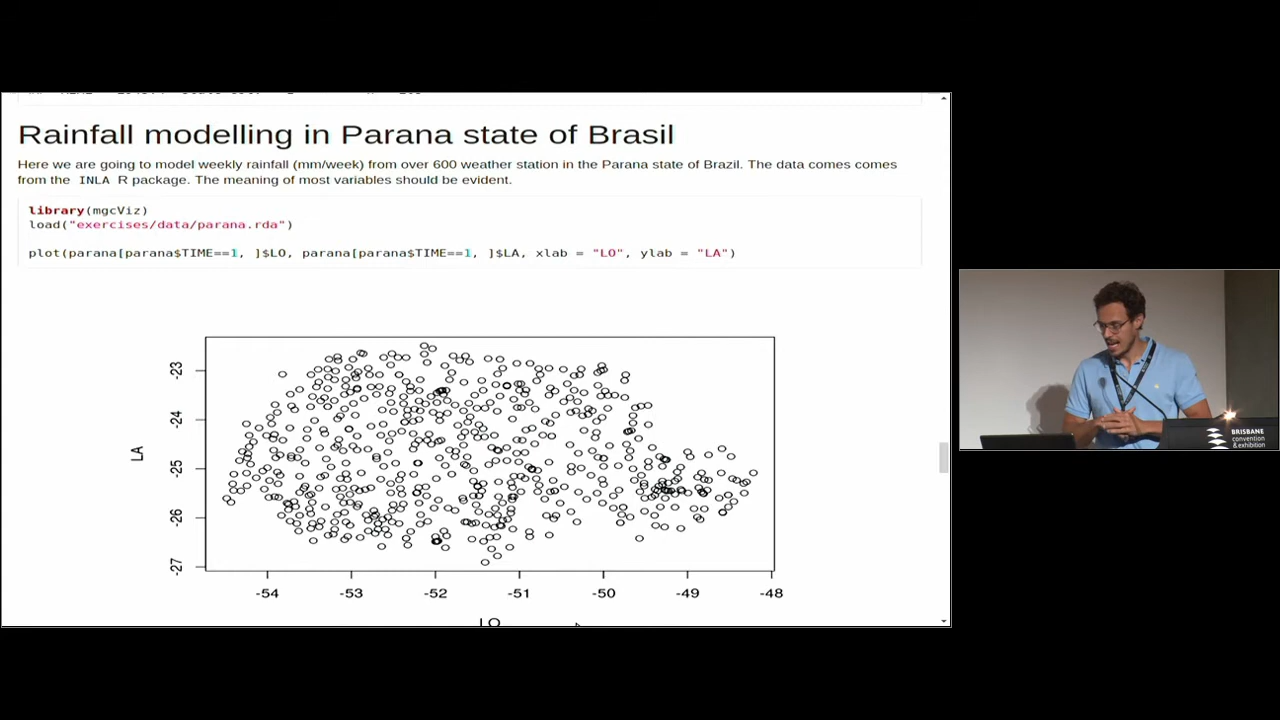 Rainfall modelling in Parana state of Brasil
Here we are going to model weekly rainfall (mm/week) from over 600 weather station in the Parana state of Brazil. The data comes comes
from the INLA R package. The meaning of most variables should be evident.
library(mgcViz)
load("exercises/data/parana.rda")
plot(parana[parana$TIME==1, ]$LO, parana[parana$TIME==1, ]$LA, xlab = "LO", ylab = "LA")
LA
-23
-24
-25
-26
-27
-54 -53 -52 -51 -50 -49 -48
LO
BRISBANE
convention
& exhibition